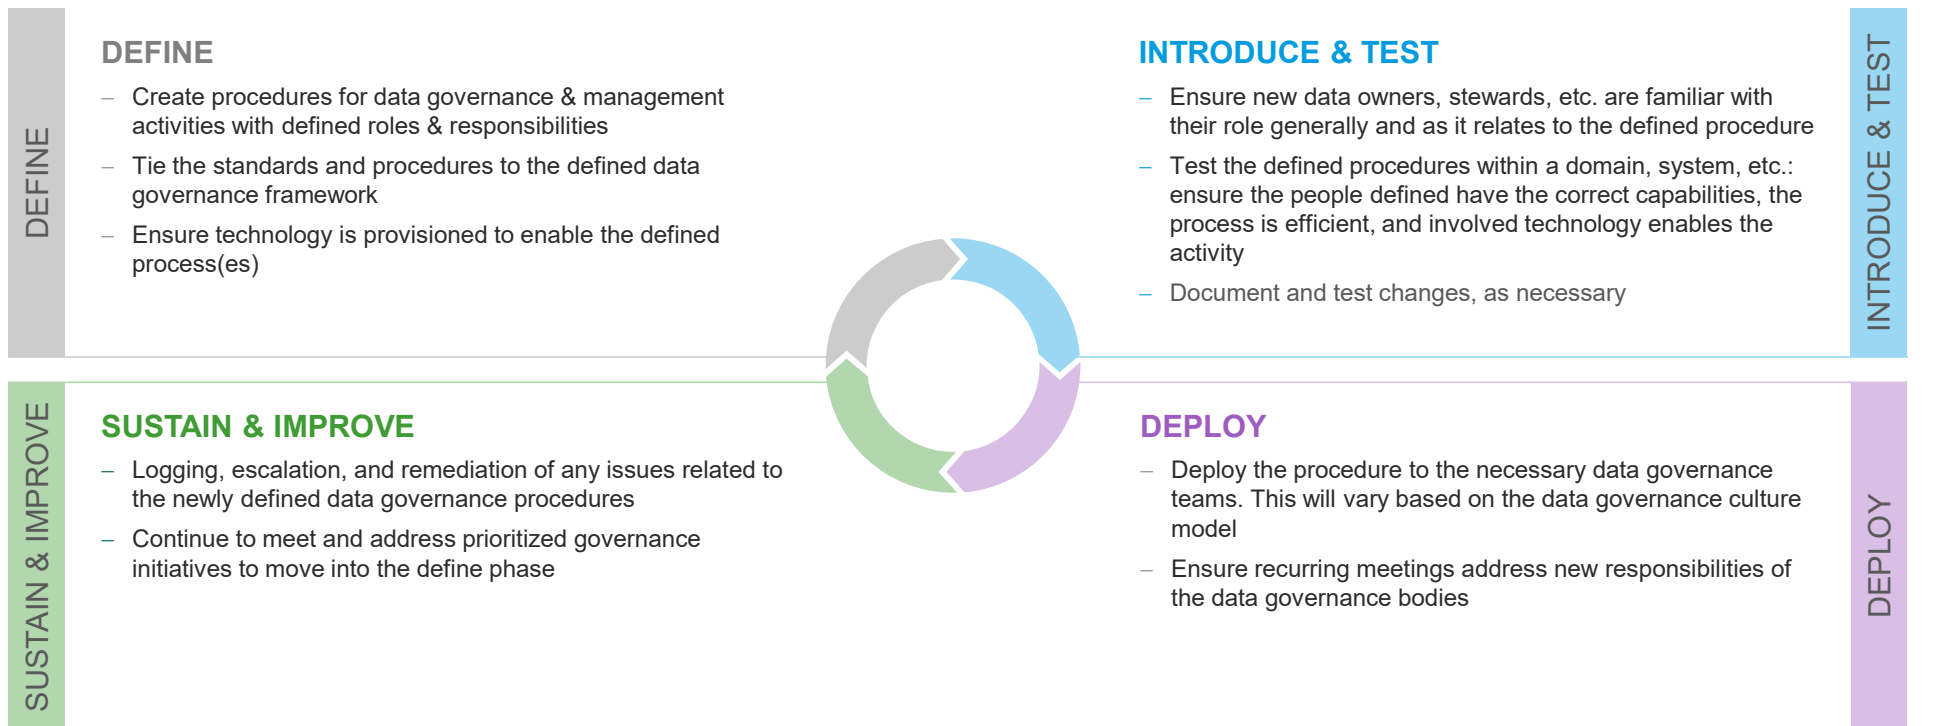 DEFINE
DEFINE
– Create procedures for data governance & management
activities with defined roles & responsibilities
– Tie the standards and procedures to the defined data
governance framework
– Ensure technology is provisioned to enable the defined
process(es)
INTRODUCE & TEST
– Ensure new data owners, stewards, etc. are familiar with
their role generally and as it relates to the defined procedure
– Test the defined procedures within a domain, system, etc.:
ensure the people defined have the correct capabilities, the
process is efficient, and involved technology enables the
activity
– Document and test changes, as necessary
INTRODUCE & TEST
SUSTAIN & IMPROVE
SUSTAIN & IMPROVE
– Logging, escalation, and remediation of any issues related to
the newly defined data governance procedures
– Continue to meet and address prioritized governance
initiatives to move into the define phase
DEPLOY
– Deploy the procedure to the necessary data governance
teams. This will vary based on the data governance culture
model
– Ensure recurring meetings address new responsibilities of
the data governance bodies
DEPLOY